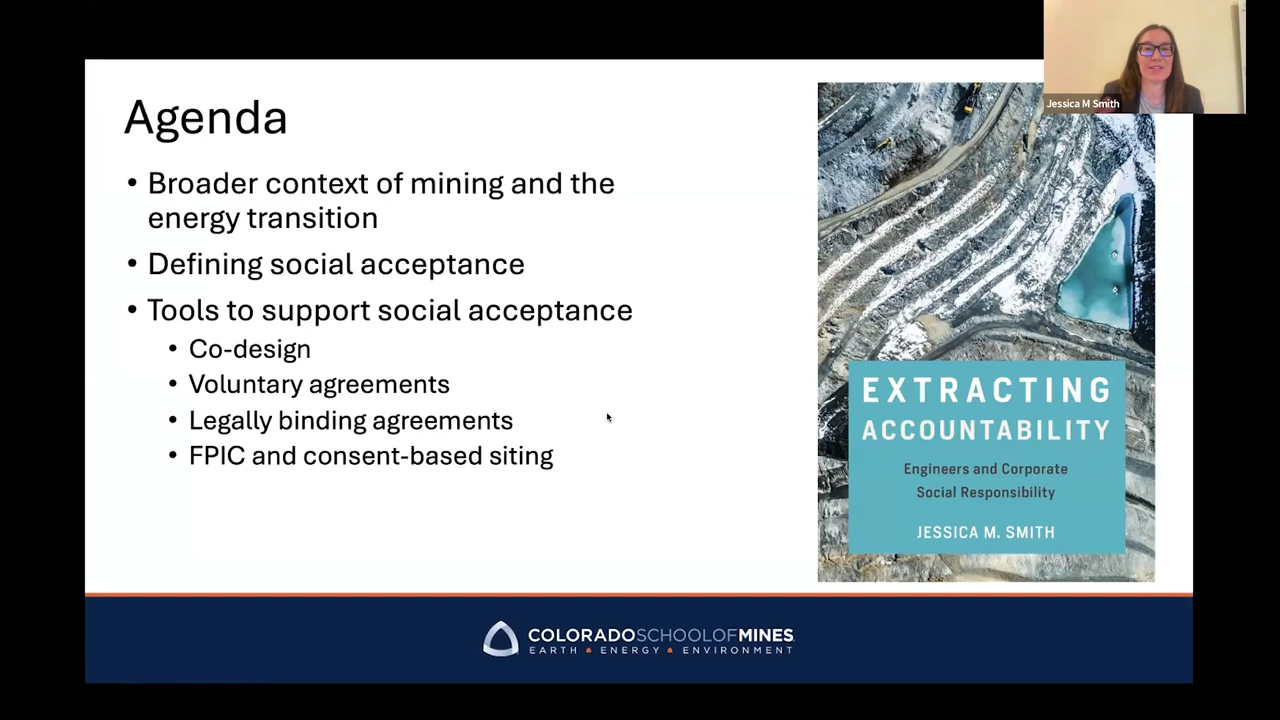 Agenda
• Broader context of mining and the
energy transition
• Defining social acceptance
• Tools to support social acceptance
• Co-design
• Voluntary agreements
• Legally binding agreements
• FPIC and consent-based siting
Jessica M Smith
EXTRACTING
ACCOUNTABILITY
Engineers and Corporate
Social Responsibility
JESSICA M. SMITH
COLORADOSCHOOLOFMINES
EARTH • ENERGY • ENVIRONMENT